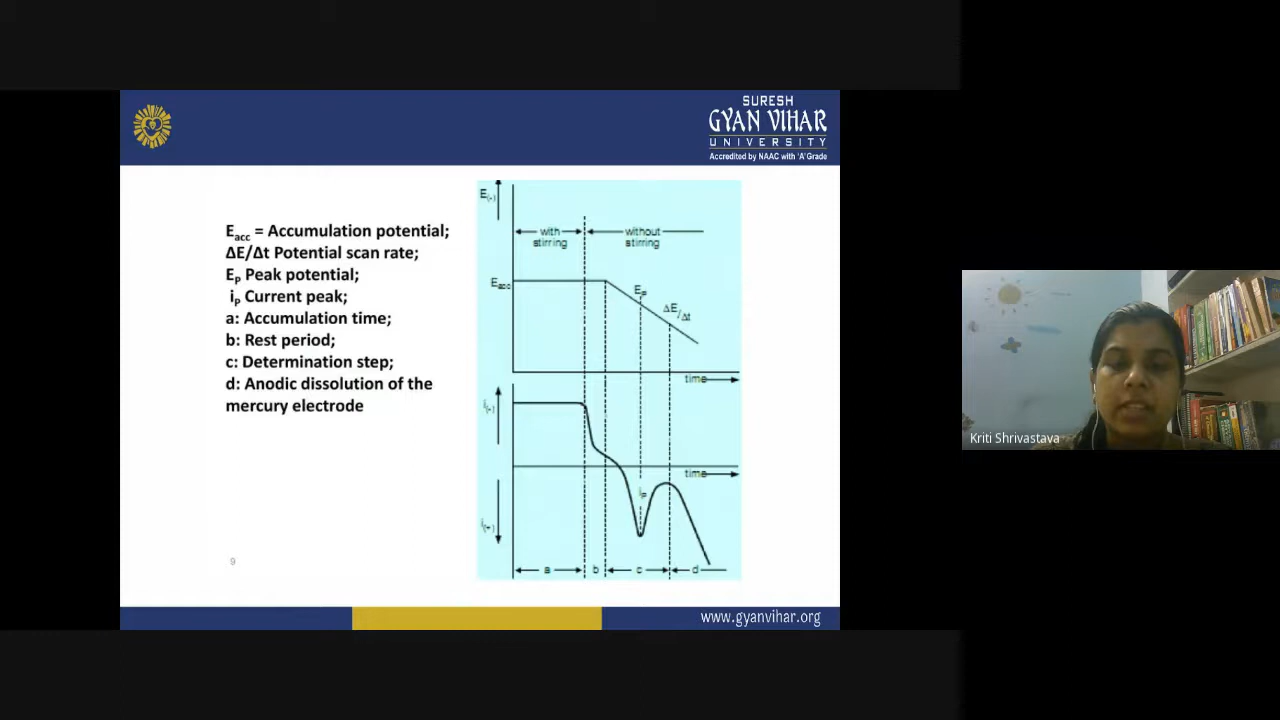 SURESH
GYAN VIHAR
UNIVERSITY
Accredited by NAAC with 'A' Grade
Eacc = Accumulation potential;
ΔE/Δt Potential scan rate;
EP Peak potential;
iP Current peak;
a: Accumulation time;
b: Rest period;
c: Determination step;
d: Anodic dissolution of the
mercury electrode
E(-)
with
stirring
without
stirring
Eacc
Ep
ΔE/Δt
time
i(-)
time
ip
i(+)
a b c d
9
www.gyanvihar.org
Kriti Shrivastava